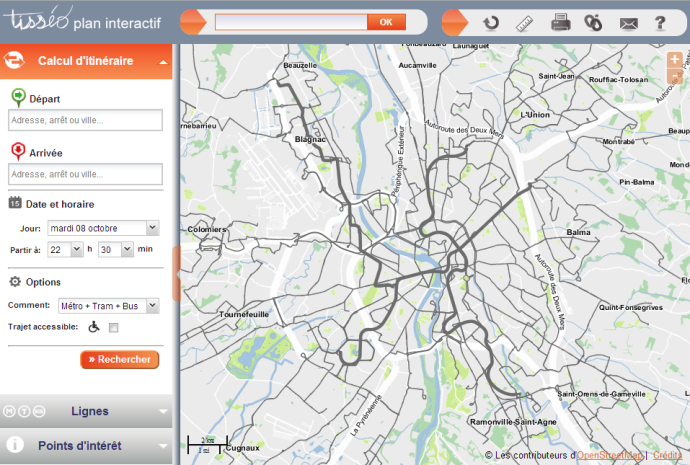 tisséo plan interactif
OK
?
Calcul d'itinéraire
Départ
Adresse, arrêt ou ville...
Arrivée
Adresse, arrêt ou ville...
15 Date et horaire
Jour: mardi 08 octobre
Partir à: 22 h 30 min
Options
Comment: Métro + Tram + Bus
Trajet accessible:
» Rechercher
M T Lignes
i Points d'intérêt
Launaguet
Beauzelle
Aucamville
Saint-Jean
Rouffiac-Tolosan
L'Union
Autoroute des Deux Mers
Montrabé
Blagnac
Périphérique Extérieur
Pin-Balma
Colomiers
Balma
Autoroute des Deux Mers
Quint-Fonsegrives
Tournefeuille
Saint-Orens-de-Gameville
La Pyrénéenne
Ramonville-Saint-Agne
2 km
1 mi
Cugnaux
© Les contributeurs d'OpenStreetMap | Crédits